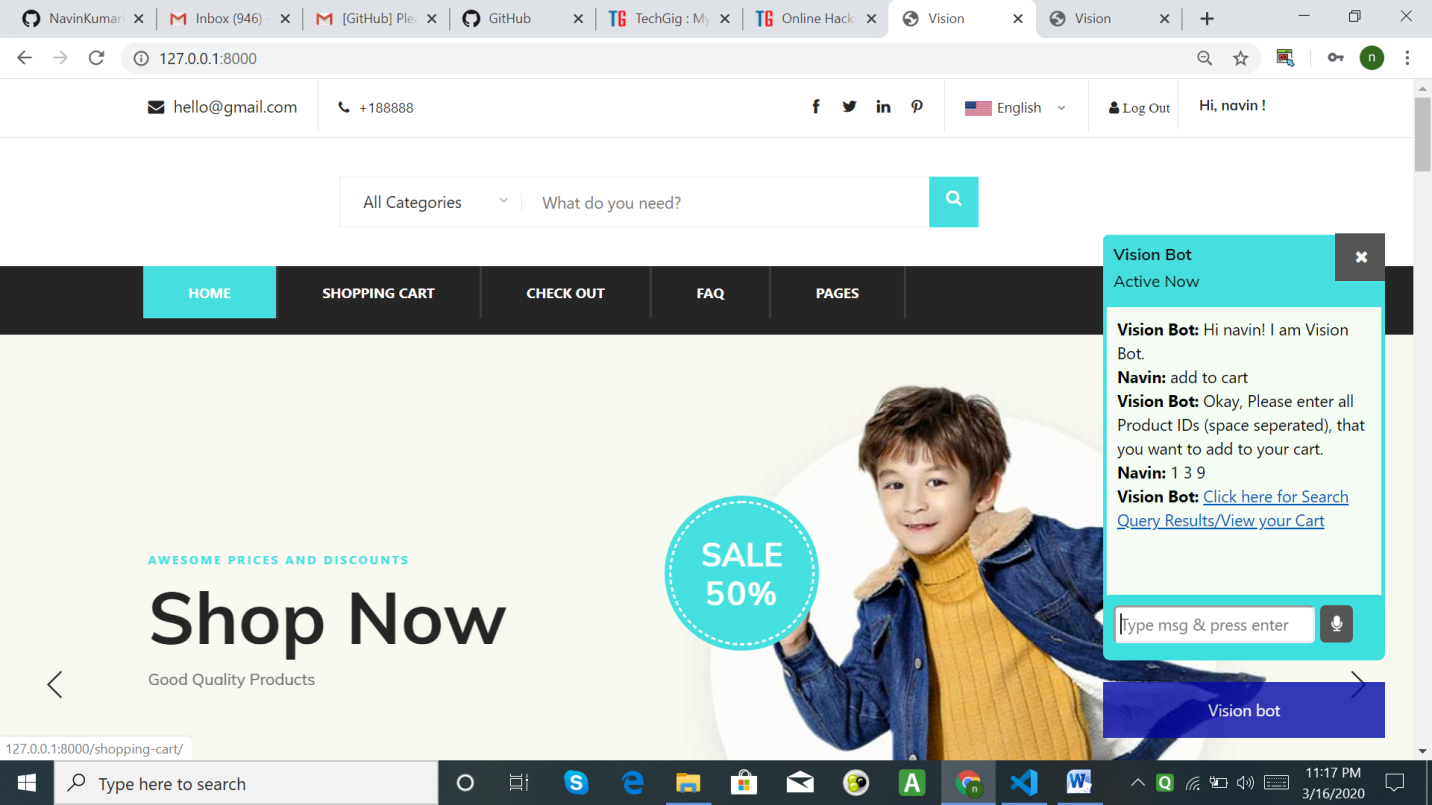 NavinKumar
Inbox (946) -
[GitHub] Plea
GitHub
TechGig : My
Online Hack
Vision
Vision
127.0.0.1:8000
n
hello@gmail.com
+188888
English
Log Out
Hi, navin !
All Categories
What do you need?
HOME
SHOPPING CART
CHECK OUT
FAQ
PAGES
AWESOME PRICES AND DISCOUNTS
Shop Now
Good Quality Products
SALE
50%
Vision Bot
Active Now
Vision Bot: Hi navin! I am Vision
Bot.
Navin: add to cart
Vision Bot: Okay, Please enter all
Product IDs (space seperated), that
you want to add to your cart.
Navin: 1 3 9
Vision Bot: Click here for Search
Query Results/View your Cart
Type msg & press enter
Vision bot
127.0.0.1:8000/shopping-cart/
Type here to search
11:17 PM
3/16/2020